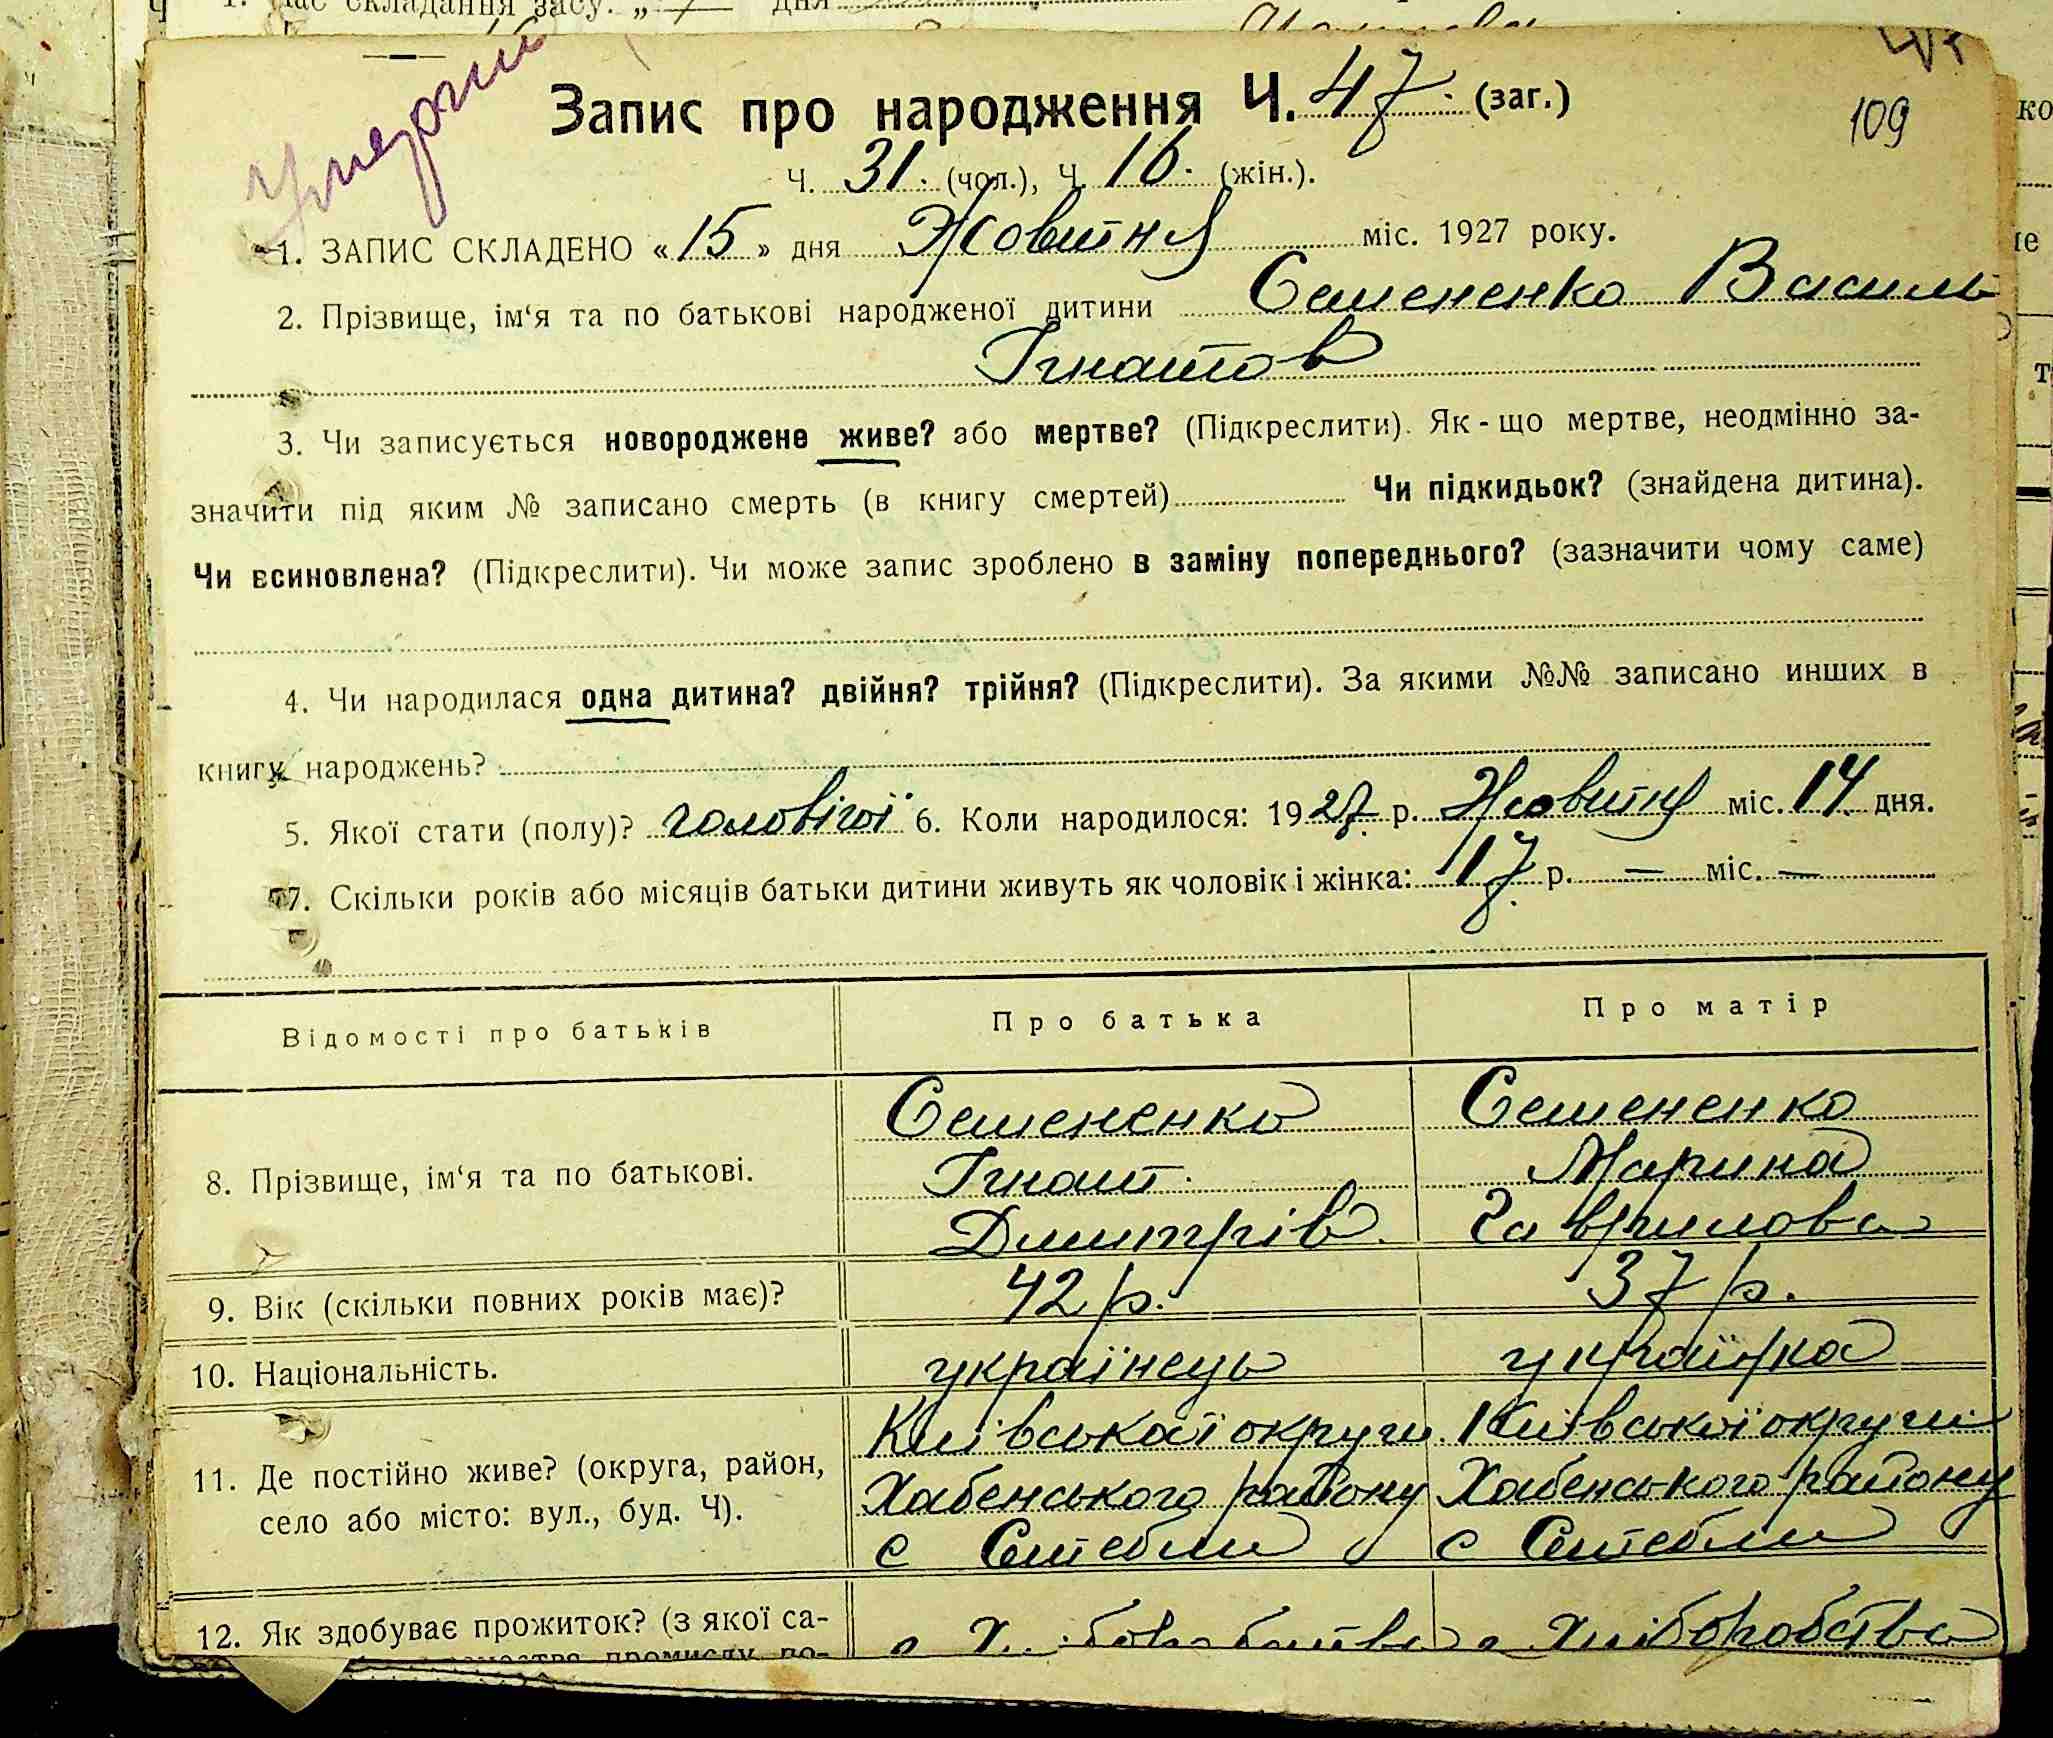 Запис про народження Ч. 47. (заг.)
109
Ч. 31. (чол.), Ч. 16. (жін.).
1. ЗАПИС СКЛАДЕНО «15» дня Жовтня міс. 1927 року.
2. Прізвище, ім‘я та по батькові народженої дитини Семененко Василь
Ігнатов
3. Чи записується новороджене живе? або мертве? (Підкреслити). Як-що мертве, неодмінно за-
значити під яким № записано смерть (в книгу смертей) Чи підкидьок? (знайдена дитина).
Чи всиновлена? (Підкреслити). Чи може запис зроблено в заміну попереднього? (зазначити чому саме)
4. Чи народилася одна дитина? двійня? трійня? (Підкреслити). За якими №№ записано инших в
книгу народжень?
5. Якої стати (полу)? чоловічої 6. Коли народилося: 1927 р. Жовтня міс. 14 дня.
7. Скільки років або місяців батьки дитини живуть як чоловік і жінка: 17 р. — міс. —
Відомості про батьків Про батька Про матір
Семененко Семененко
8. Прізвище, ім‘я та по батькові. Ігнат Марина
Дмитрів Гаврилова
9. Вік (скільки повних років має)? 42 р. 37 р.
10. Національність. українець українка
Київської округи Київської округи
11. Де постійно живе? (округа, район, Хабенського району Хабенського району
село або місто: вул., буд. Ч). с Стебли с Стебли
12. Як здобуває прожиток? (з якої са- з Хліборобства з Хліборобства